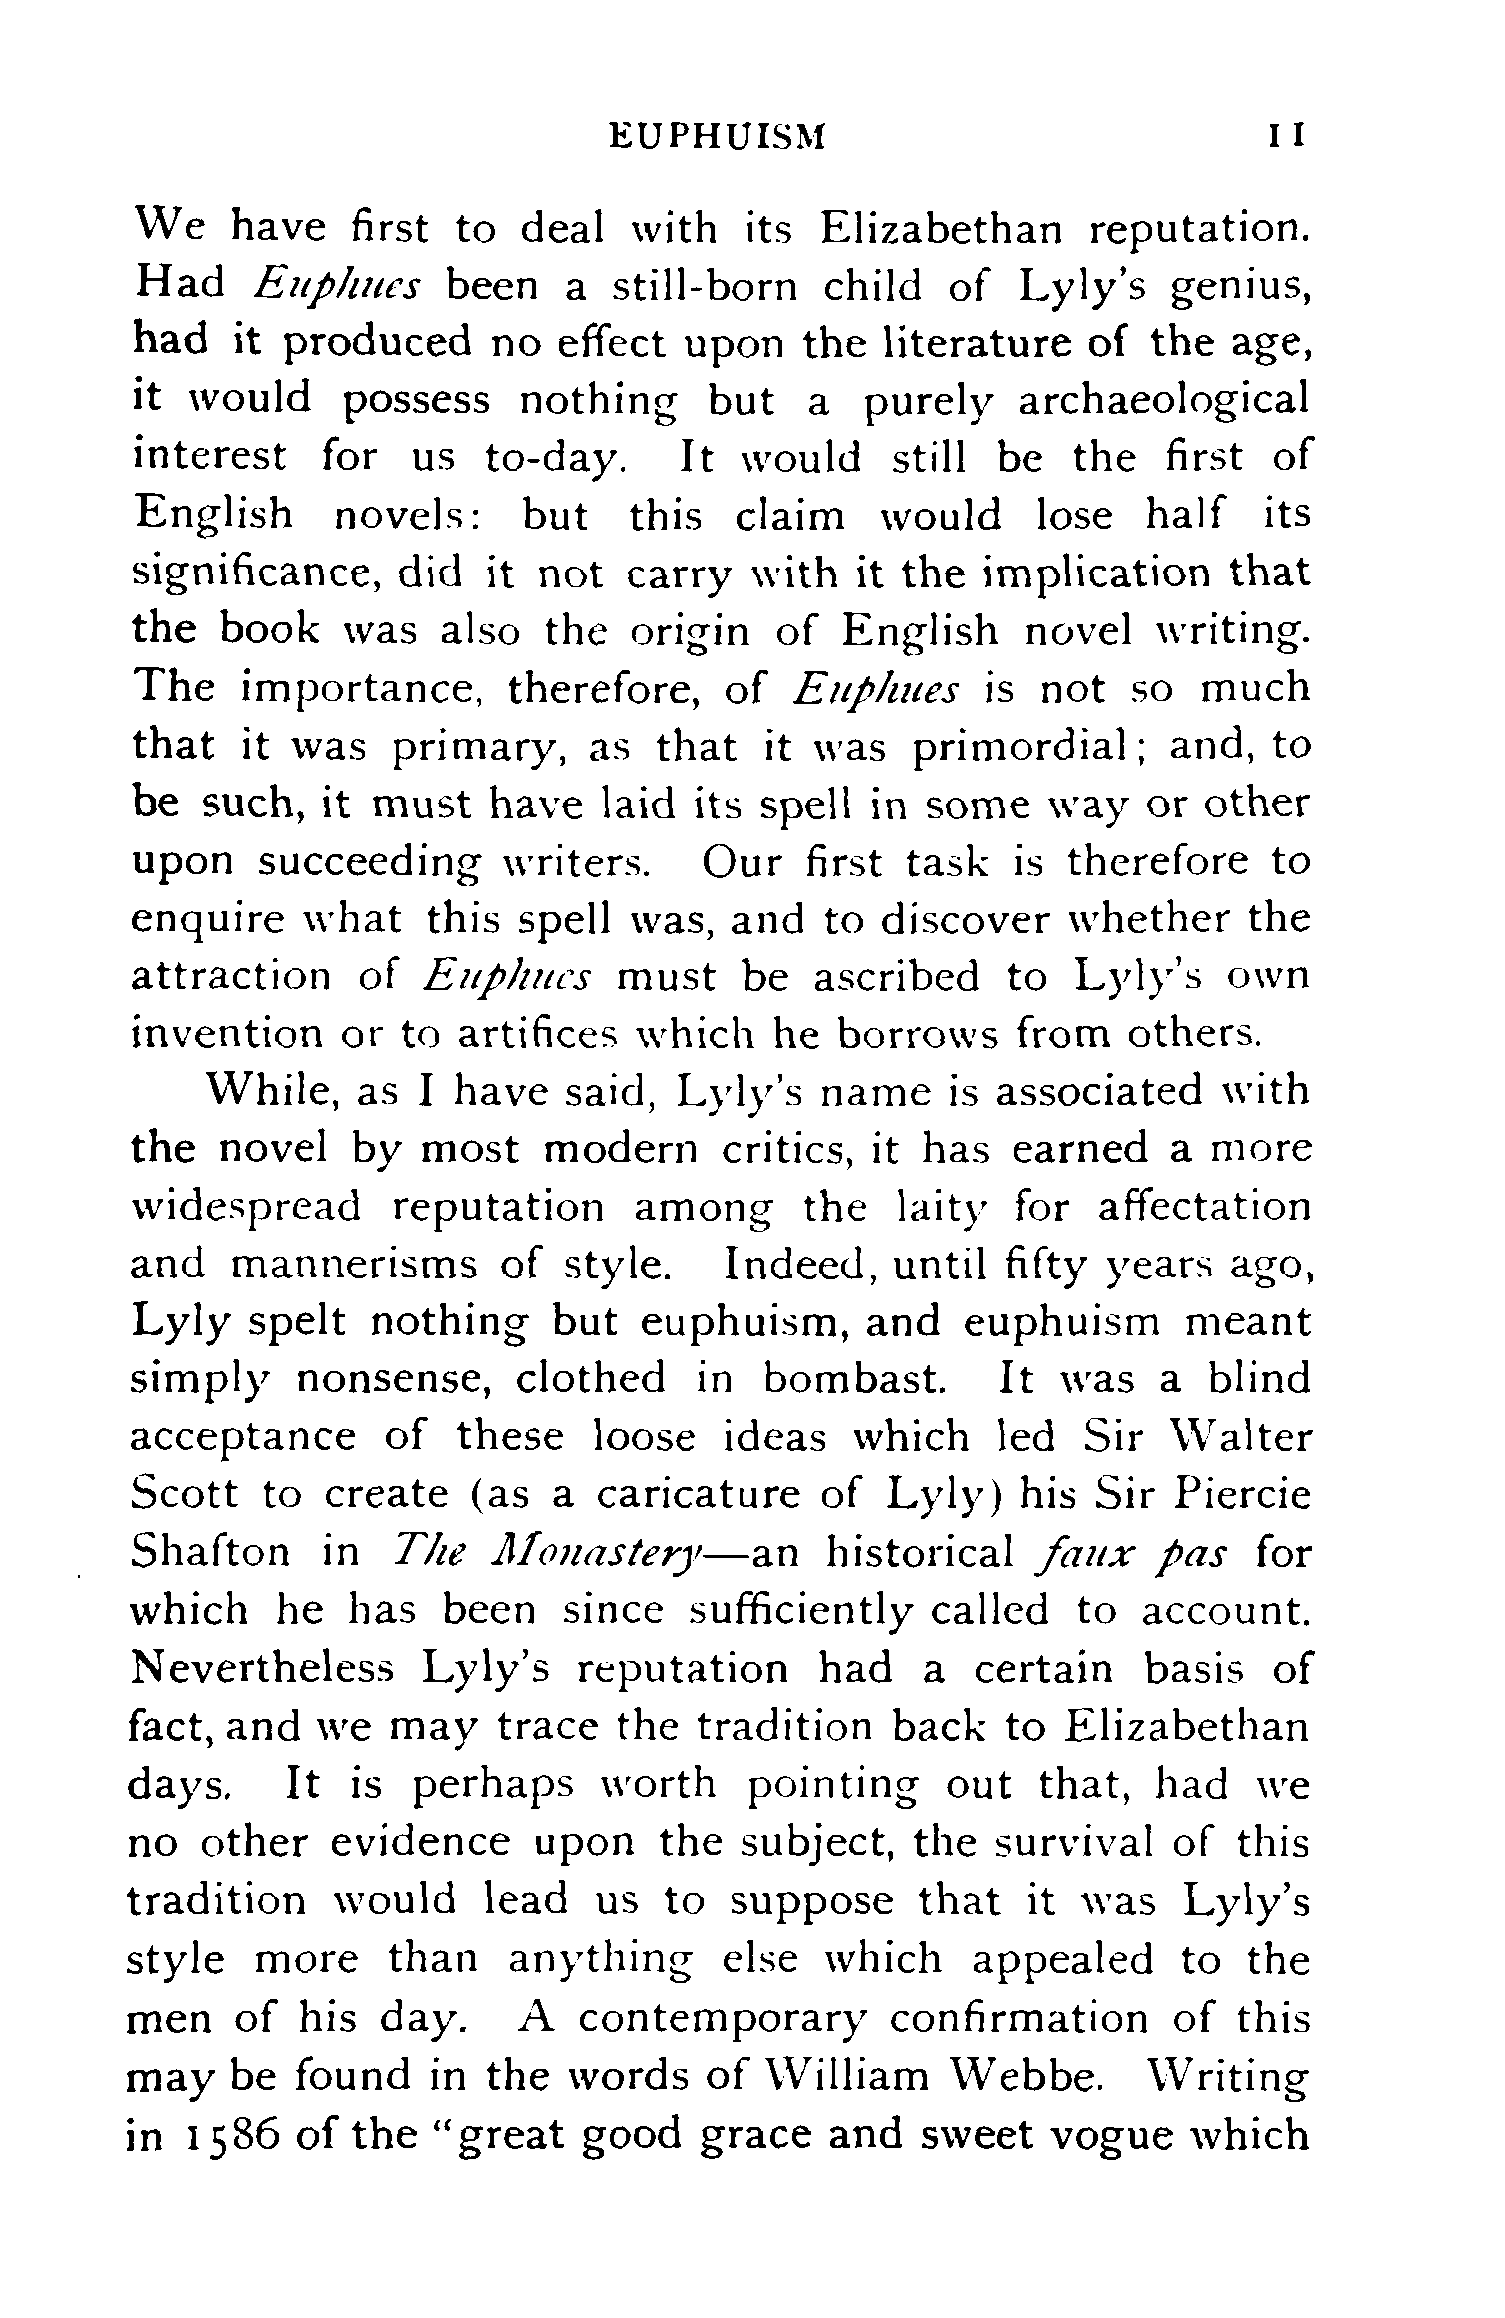 EUPHUISM 11
We have first to deal with its Elizabethan reputation.
Had Euphues been a still-born child of Lyly's genius,
had it produced no effect upon the literature of the age,
it would possess nothing but a purely archaeological
interest for us to-day. It would still be the first of
English novels: but this claim would lose half its
significance, did it not carry with it the implication that
the book was also the origin of English novel writing.
The importance, therefore, of Euphues is not so much
that it was primary, as that it was primordial; and, to
be such, it must have laid its spell in some way or other
upon succeeding writers. Our first task is therefore to
enquire what this spell was, and to discover whether the
attraction of Euphues must be ascribed to Lyly's own
invention or to artifices which he borrows from others.
While, as I have said, Lyly's name is associated with
the novel by most modern critics, it has earned a more
widespread reputation among the laity for affectation
and mannerisms of style. Indeed, until fifty years ago,
Lyly spelt nothing but euphuism, and euphuism meant
simply nonsense, clothed in bombast. It was a blind
acceptance of these loose ideas which led Sir Walter
Scott to create (as a caricature of Lyly) his Sir Piercie
Shafton in The Monastery—an historical faux pas for
which he has been since sufficiently called to account.
Nevertheless Lyly's reputation had a certain basis of
fact, and we may trace the tradition back to Elizabethan
days. It is perhaps worth pointing out that, had we
no other evidence upon the subject, the survival of this
tradition would lead us to suppose that it was Lyly's
style more than anything else which appealed to the
men of his day. A contemporary confirmation of this
may be found in the words of William Webbe. Writing
in 1586 of the "great good grace and sweet vogue which